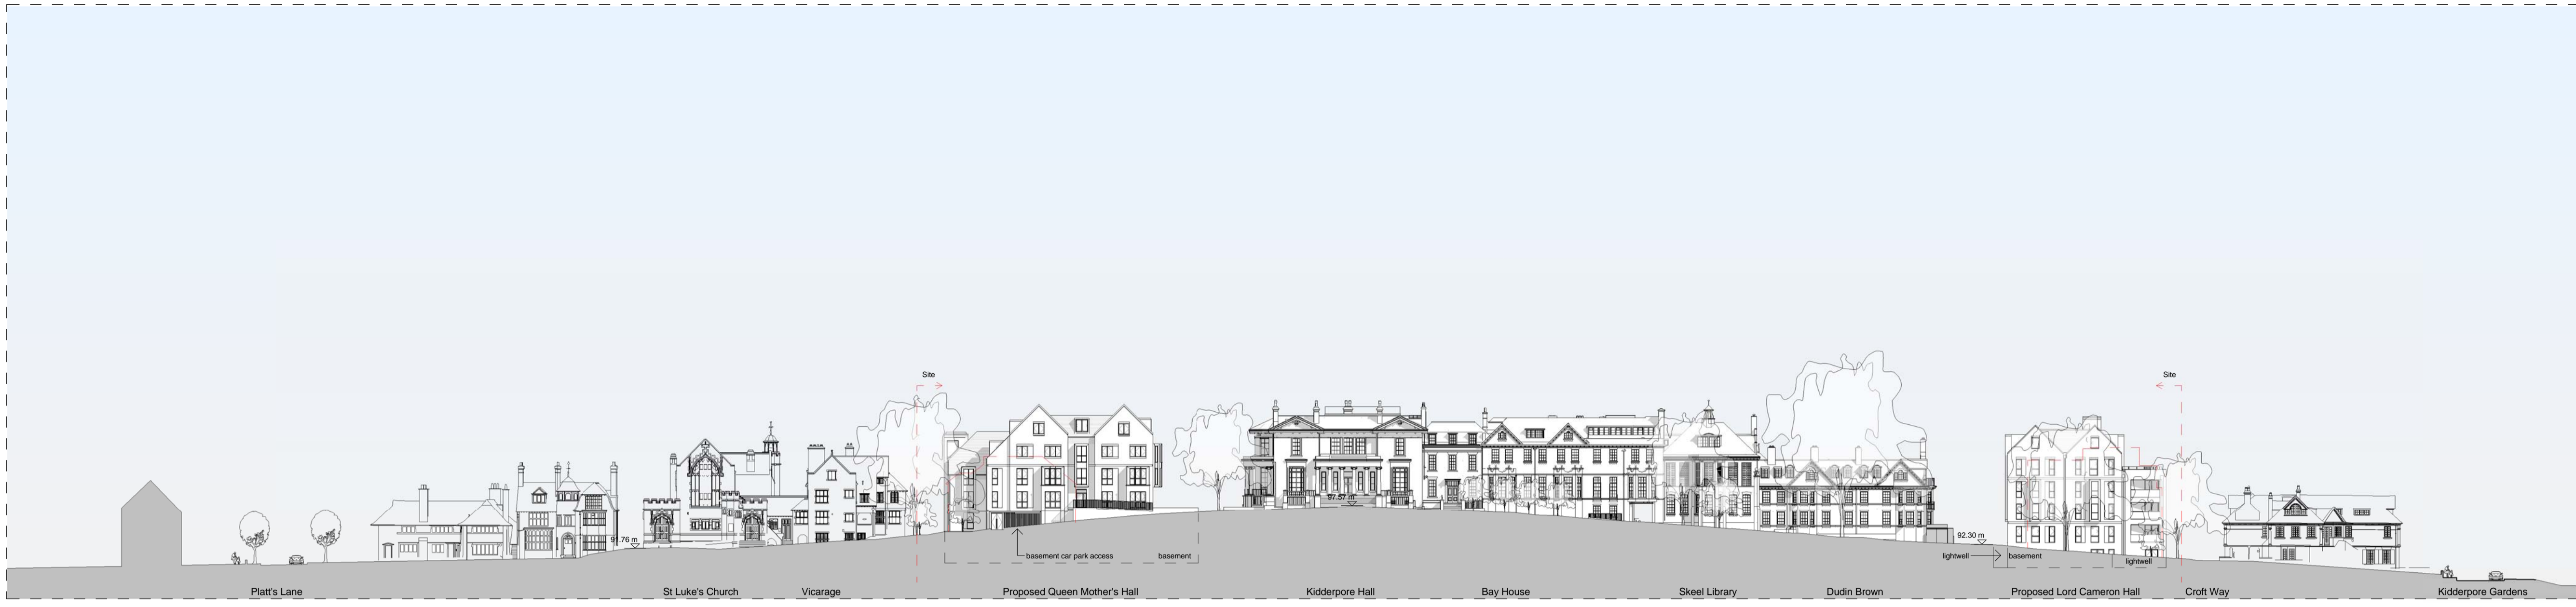 Site
Site
97.57 m
91.76 m
92.30 m
basement car park access
basement
lightwell
basement
lightwell
Platt's Lane
St Luke's Church
Vicarage
Proposed Queen Mother's Hall
Kidderpore Hall
Bay House
Skeel Library
Dudin Brown
Proposed Lord Cameron Hall
Croft Way
Kidderpore Gardens